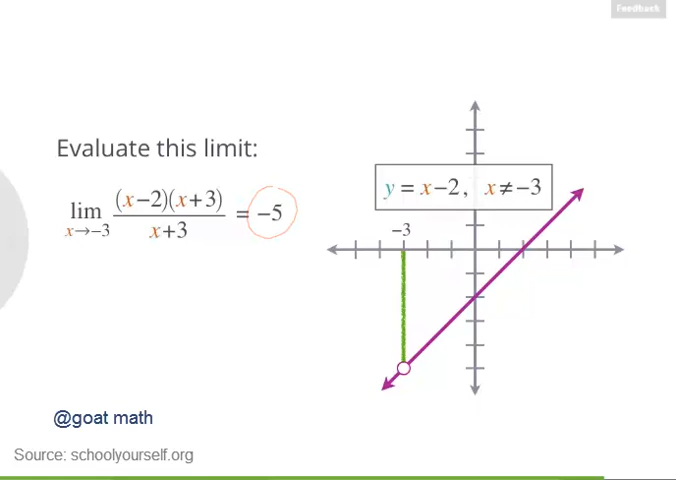 Feedback
Evaluate this limit:
lim x→−3 (x−2)(x+3) / x+3 = −5
y = x−2, x≠−3
−3
@goat math
Source: schoolyourself.org